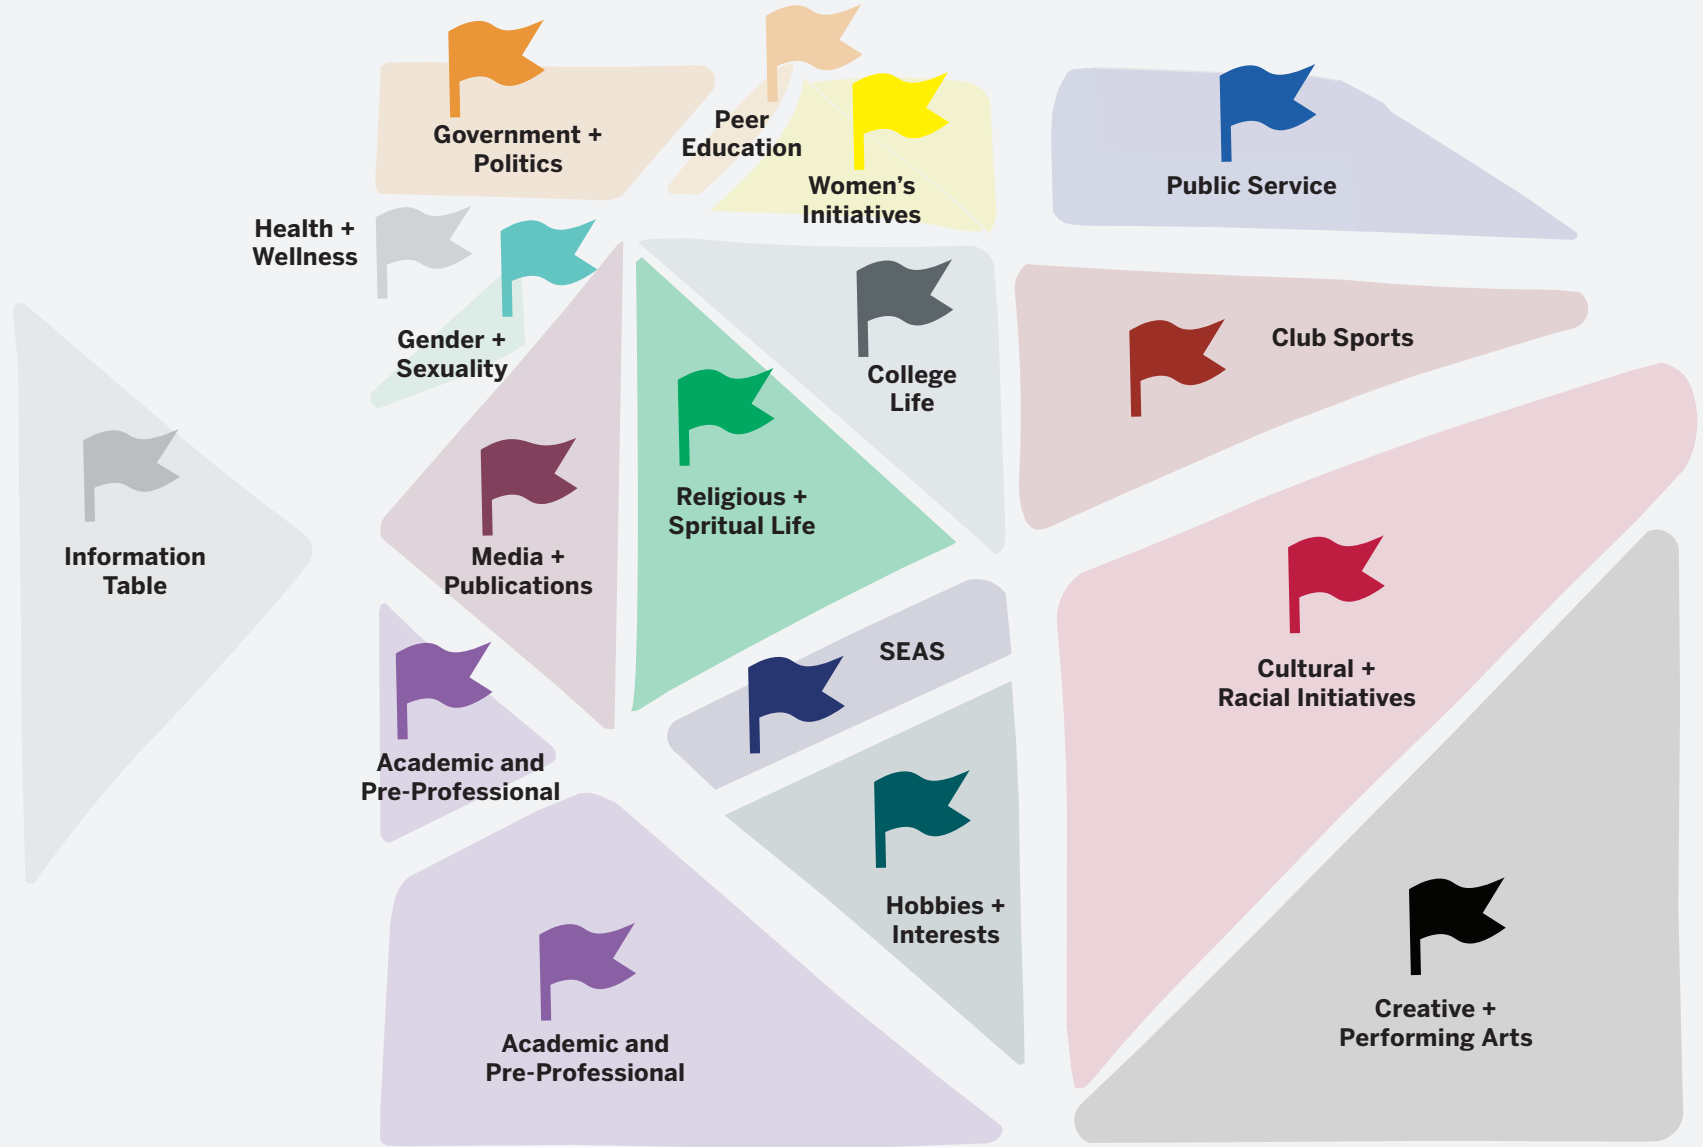 Government +
Politics
Peer
Education
Women's
Initiatives
Public Service
Health +
Wellness
Gender +
Sexuality
College
Life
Club Sports
Information
Table
Media +
Publications
Religious +
Spritual Life
SEAS
Cultural +
Racial Initiatives
Academic and
Pre-Professional
Hobbies +
Interests
Academic and
Pre-Professional
Creative +
Performing Arts